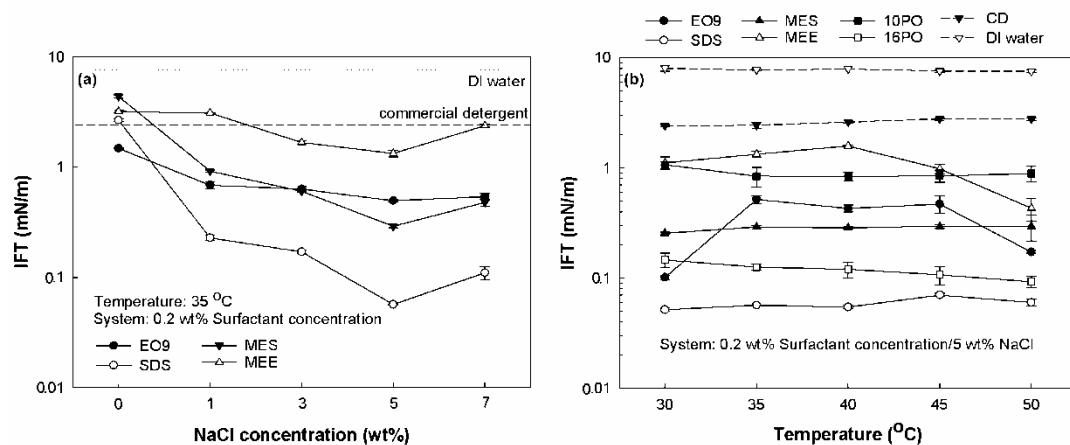 (a)
DI water
commercial detergent
IFT (mN/m)
10
1
0.1
0.01
Temperature: 35 ᴼC
System: 0.2 wt% Surfactant concentration
EO9 MES
SDS MEE
0 1 3 5 7
NaCl concentration (wt%)
EO9 MES 10PO CD
SDS MEE 16PO DI water
(b)
IFT (mN/m)
10
1
0.1
0.01
System: 0.2 wt% Surfactant concentration/5 wt% NaCl
30 35 40 45 50
Temperature (ᴼC)